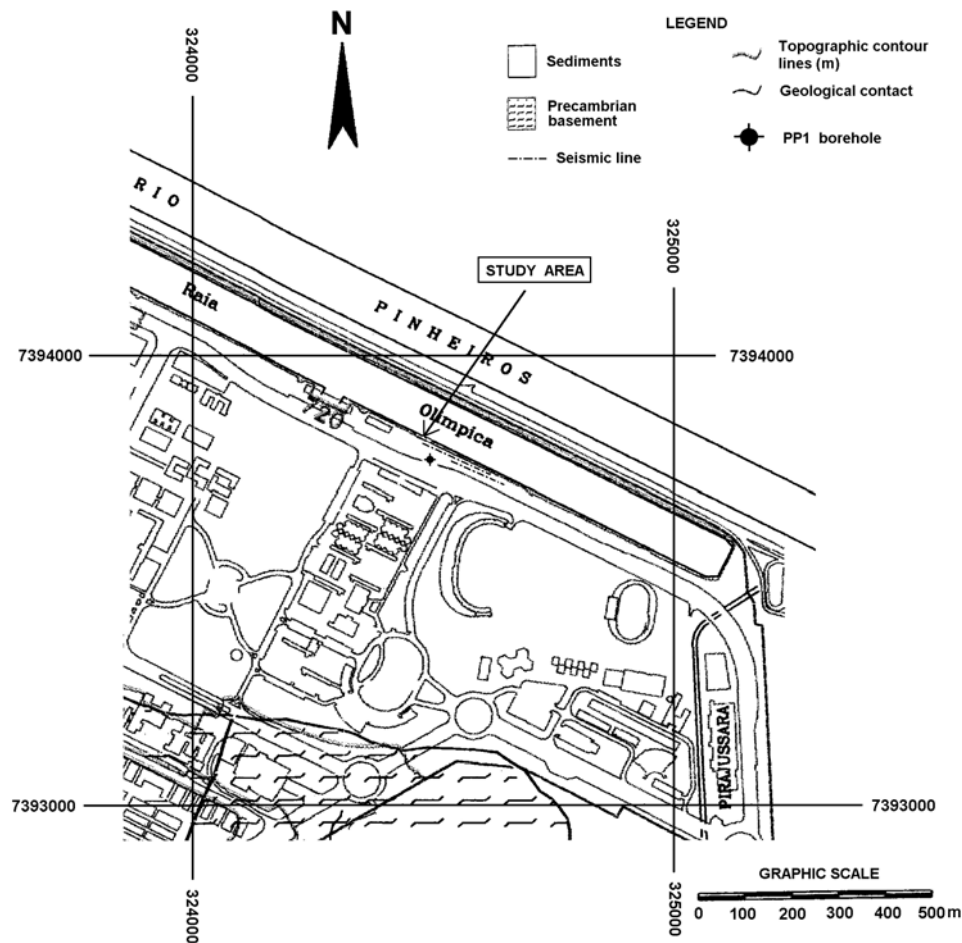 N
LEGEND
324000
Sediments
Topographic contour
lines (m)
Precambrian
basement
Geological contact
Seismic line
PP1 borehole
RIO
325000
STUDY AREA
Raia
PINHEIROS
7394000
7394000
720
Olimpica
PIRAJUSSARA
7393000
7393000
324000
325000
GRAPHIC SCALE
0 100 200 300 400 500m